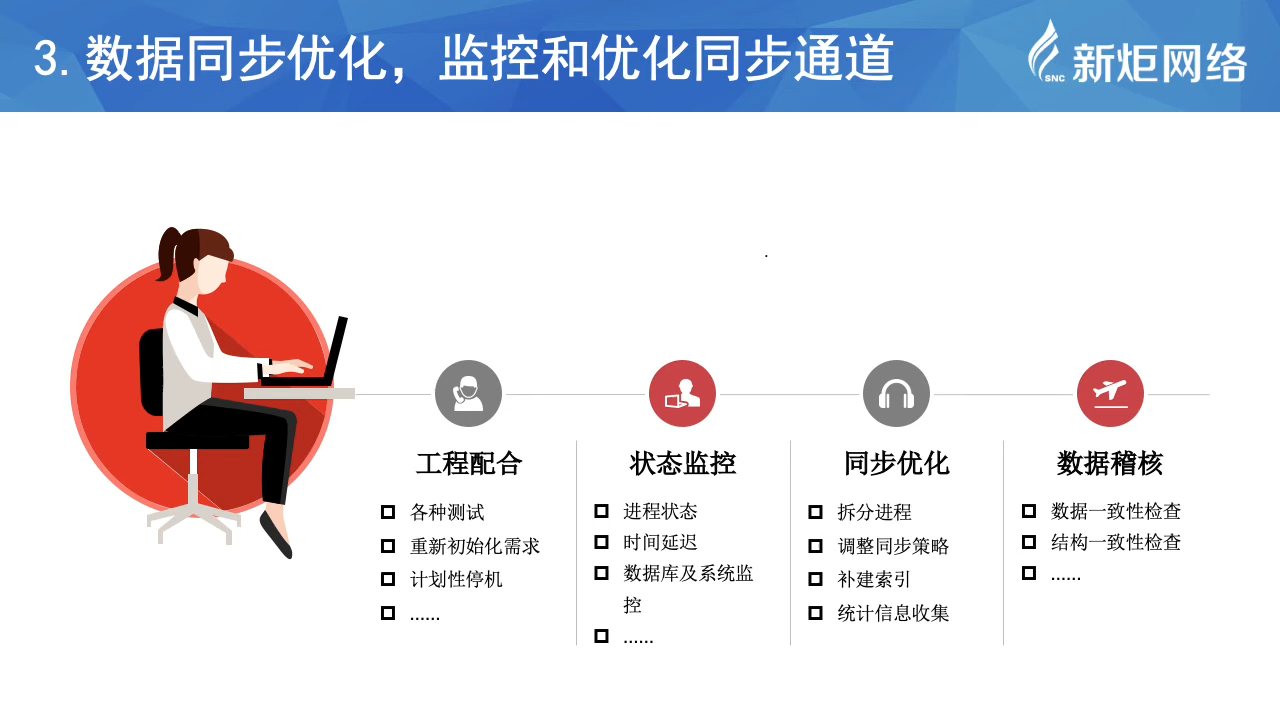 3. 数据同步优化，监控和优化同步通道
SNC 新炬网络
.
工程配合
各种测试
重新初始化需求
计划性停机
......
状态监控
进程状态
时间延迟
数据库及系统监
控
......
同步优化
拆分进程
调整同步策略
补建索引
统计信息收集
数据稽核
数据一致性检查
结构一致性检查
......